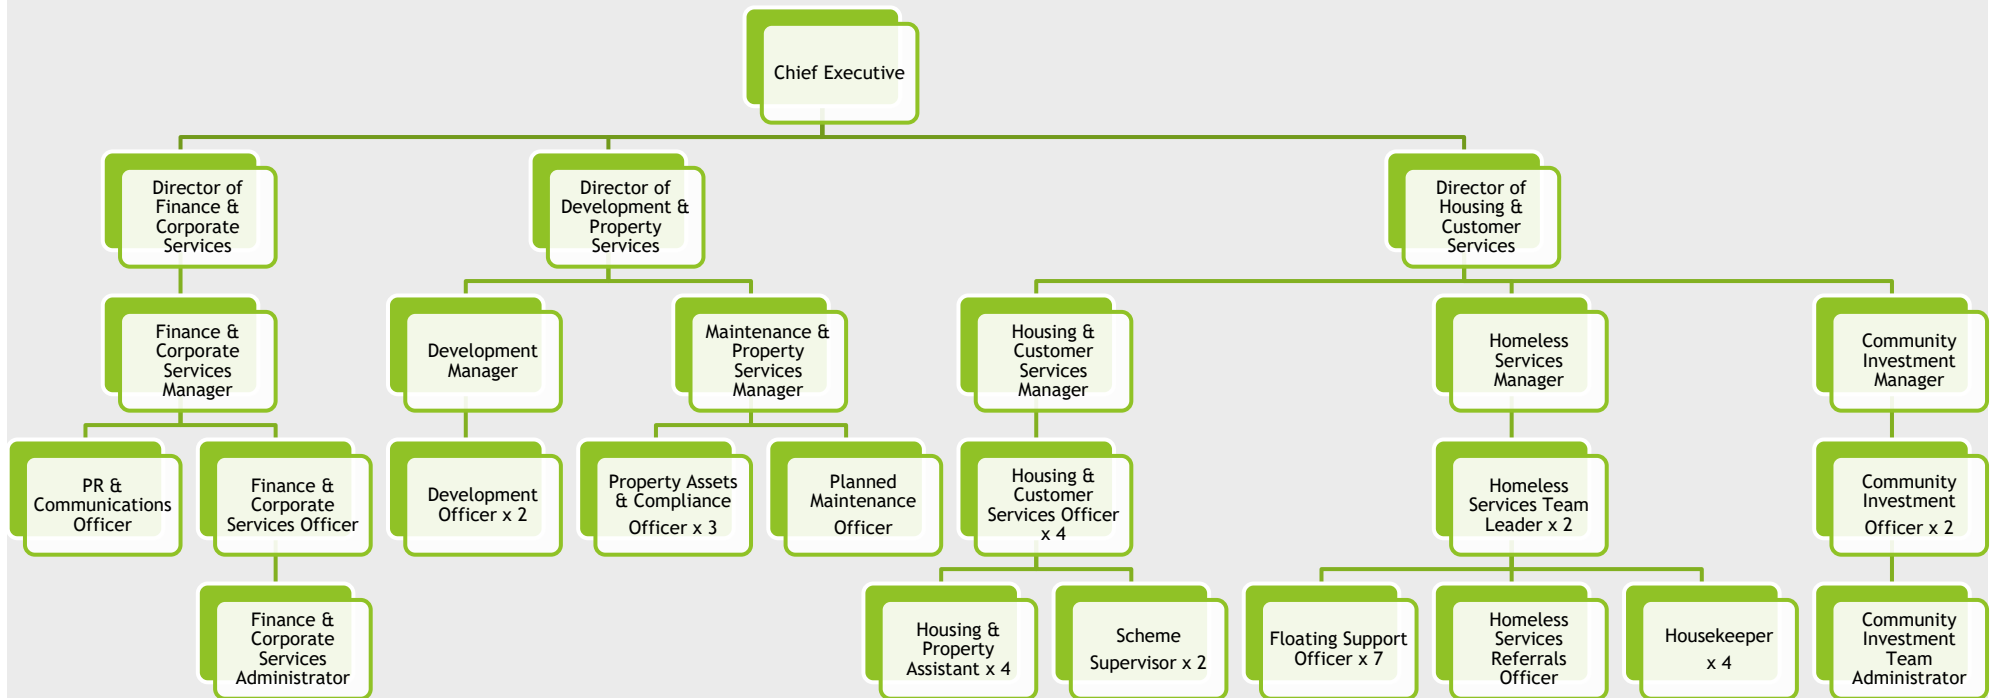 Chief Executive
Director of
Finance &
Corporate
Services
Director of
Development &
Property
Services
Director of
Housing &
Customer
Services
Finance &
Corporate
Services
Manager
Development
Manager
Maintenance &
Property
Services
Manager
Housing &
Customer
Services
Manager
Homeless
Services
Manager
Community
Investment
Manager
PR &
Communications
Officer
Finance &
Corporate
Services Officer
Development
Officer x 2
Property Assets
& Compliance
Officer x 3
Planned
Maintenance
Officer
Housing &
Customer
Services Officer
x 4
Homeless
Services Team
Leader x 2
Community
Investment
Officer x 2
Finance &
Corporate
Services
Administrator
Housing &
Property
Assistant x 4
Scheme
Supervisor x 2
Floating Support
Officer x 7
Homeless
Services
Referrals
Officer
Housekeeper
x 4
Community
Investment
Team
Administrator